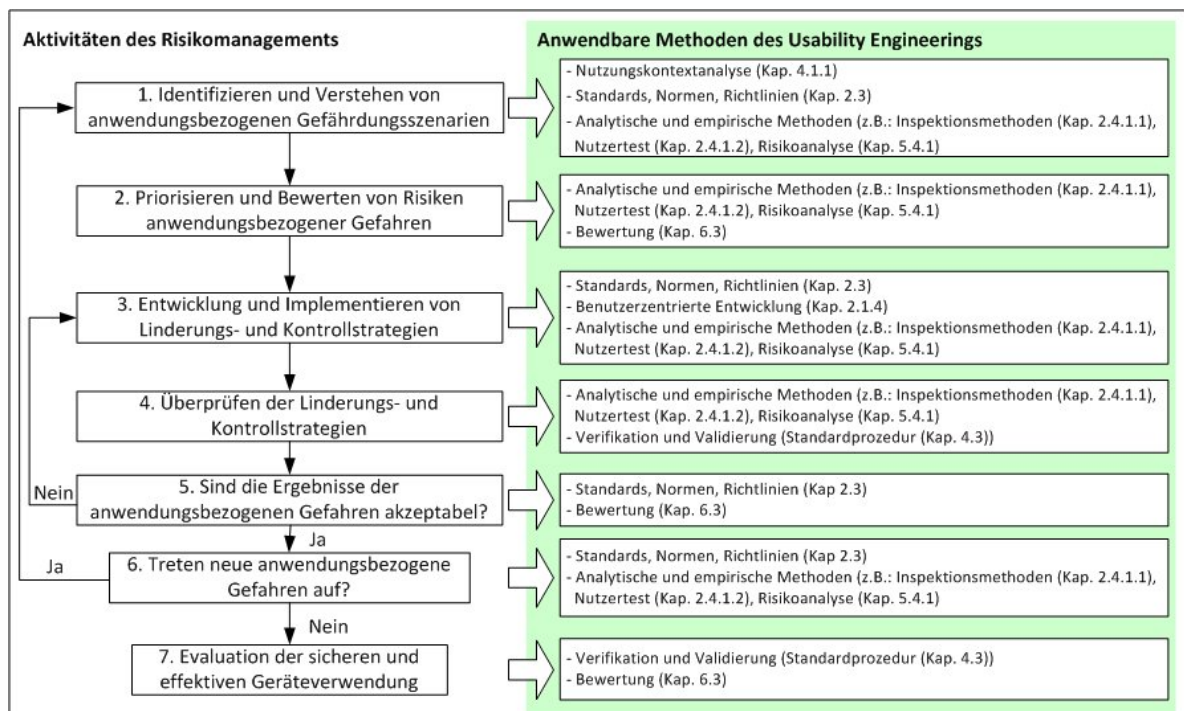 Aktivitäten des Risikomanagements
Anwendbare Methoden des Usability Engineerings
1. Identifizieren und Verstehen von
anwendungsbezogenen Gefährdungsszenarien
- Nutzungskontextanalyse (Kap. 4.1.1)
- Standards, Normen, Richtlinien (Kap. 2.3)
- Analytische und empirische Methoden (z.B.: Inspektionsmethoden (Kap. 2.4.1.1),
Nutzertest (Kap. 2.4.1.2), Risikoanalyse (Kap. 5.4.1)
2. Priorisieren und Bewerten von Risiken
anwendungsbezogener Gefahren
- Analytische und empirische Methoden (z.B.: Inspektionsmethoden (Kap. 2.4.1.1),
Nutzertest (Kap. 2.4.1.2), Risikoanalyse (Kap. 5.4.1)
- Bewertung (Kap. 6.3)
3. Entwicklung und Implementieren von
Linderungs- und Kontrollstrategien
- Standards, Normen, Richtlinien (Kap. 2.3)
- Benutzerzentrierte Entwicklung (Kap. 2.1.4)
- Analytische und empirische Methoden (z.B.: Inspektionsmethoden (Kap. 2.4.1.1),
Nutzertest (Kap. 2.4.1.2), Risikoanalyse (Kap. 5.4.1)
4. Überprüfen der Linderungs- und
Kontrollstrategien
- Analytische und empirische Methoden (z.B.: Inspektionsmethoden (Kap. 2.4.1.1),
Nutzertest (Kap. 2.4.1.2), Risikoanalyse (Kap. 5.4.1)
- Verifikation und Validierung (Standardprozedur (Kap. 4.3))
Nein
5. Sind die Ergebnisse der
anwendungsbezogenen Gefahren akzeptabel?
- Standards, Normen, Richtlinien (Kap 2.3)
- Bewertung (Kap. 6.3)
Ja
Ja
6. Treten neue anwendungsbezogene
Gefahren auf?
- Standards, Normen, Richtlinien (Kap 2.3)
- Analytische und empirische Methoden (z.B.: Inspektionsmethoden (Kap. 2.4.1.1),
Nutzertest (Kap. 2.4.1.2), Risikoanalyse (Kap. 5.4.1)
Nein
7. Evaluation der sicheren und
effektiven Geräteverwendung
- Verifikation und Validierung (Standardprozedur (Kap. 4.3))
- Bewertung (Kap. 6.3)